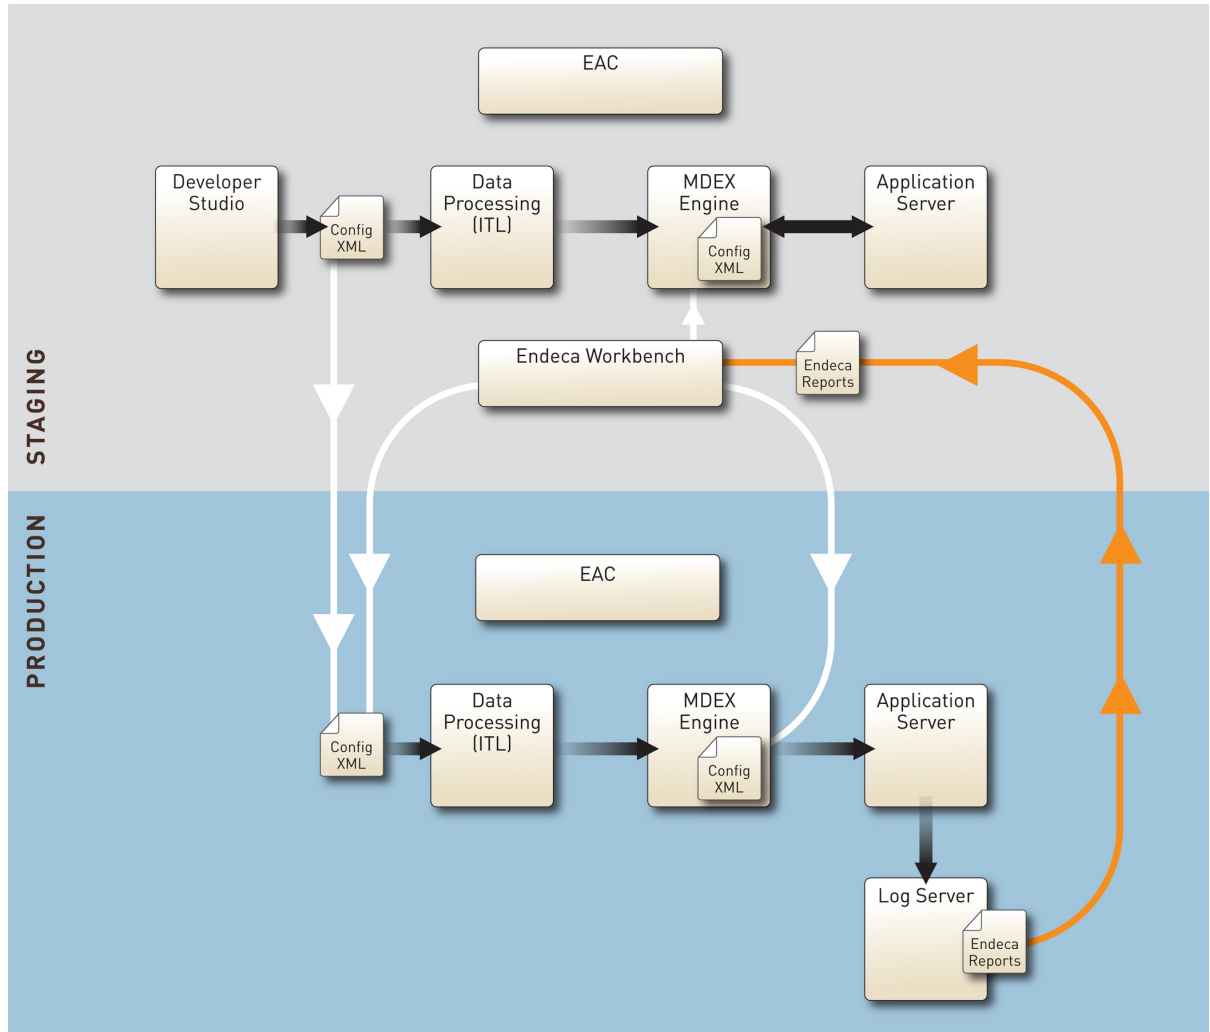 EAC
Developer
Studio
Config
XML
Data
Processing
(ITL)
MDEX
Engine
Config
XML
Application
Server
STAGING
Endeca Workbench
Endeca
Reports
PRODUCTION
EAC
Config
XML
Data
Processing
(ITL)
MDEX
Engine
Config
XML
Application
Server
Log Server
Endeca
Reports